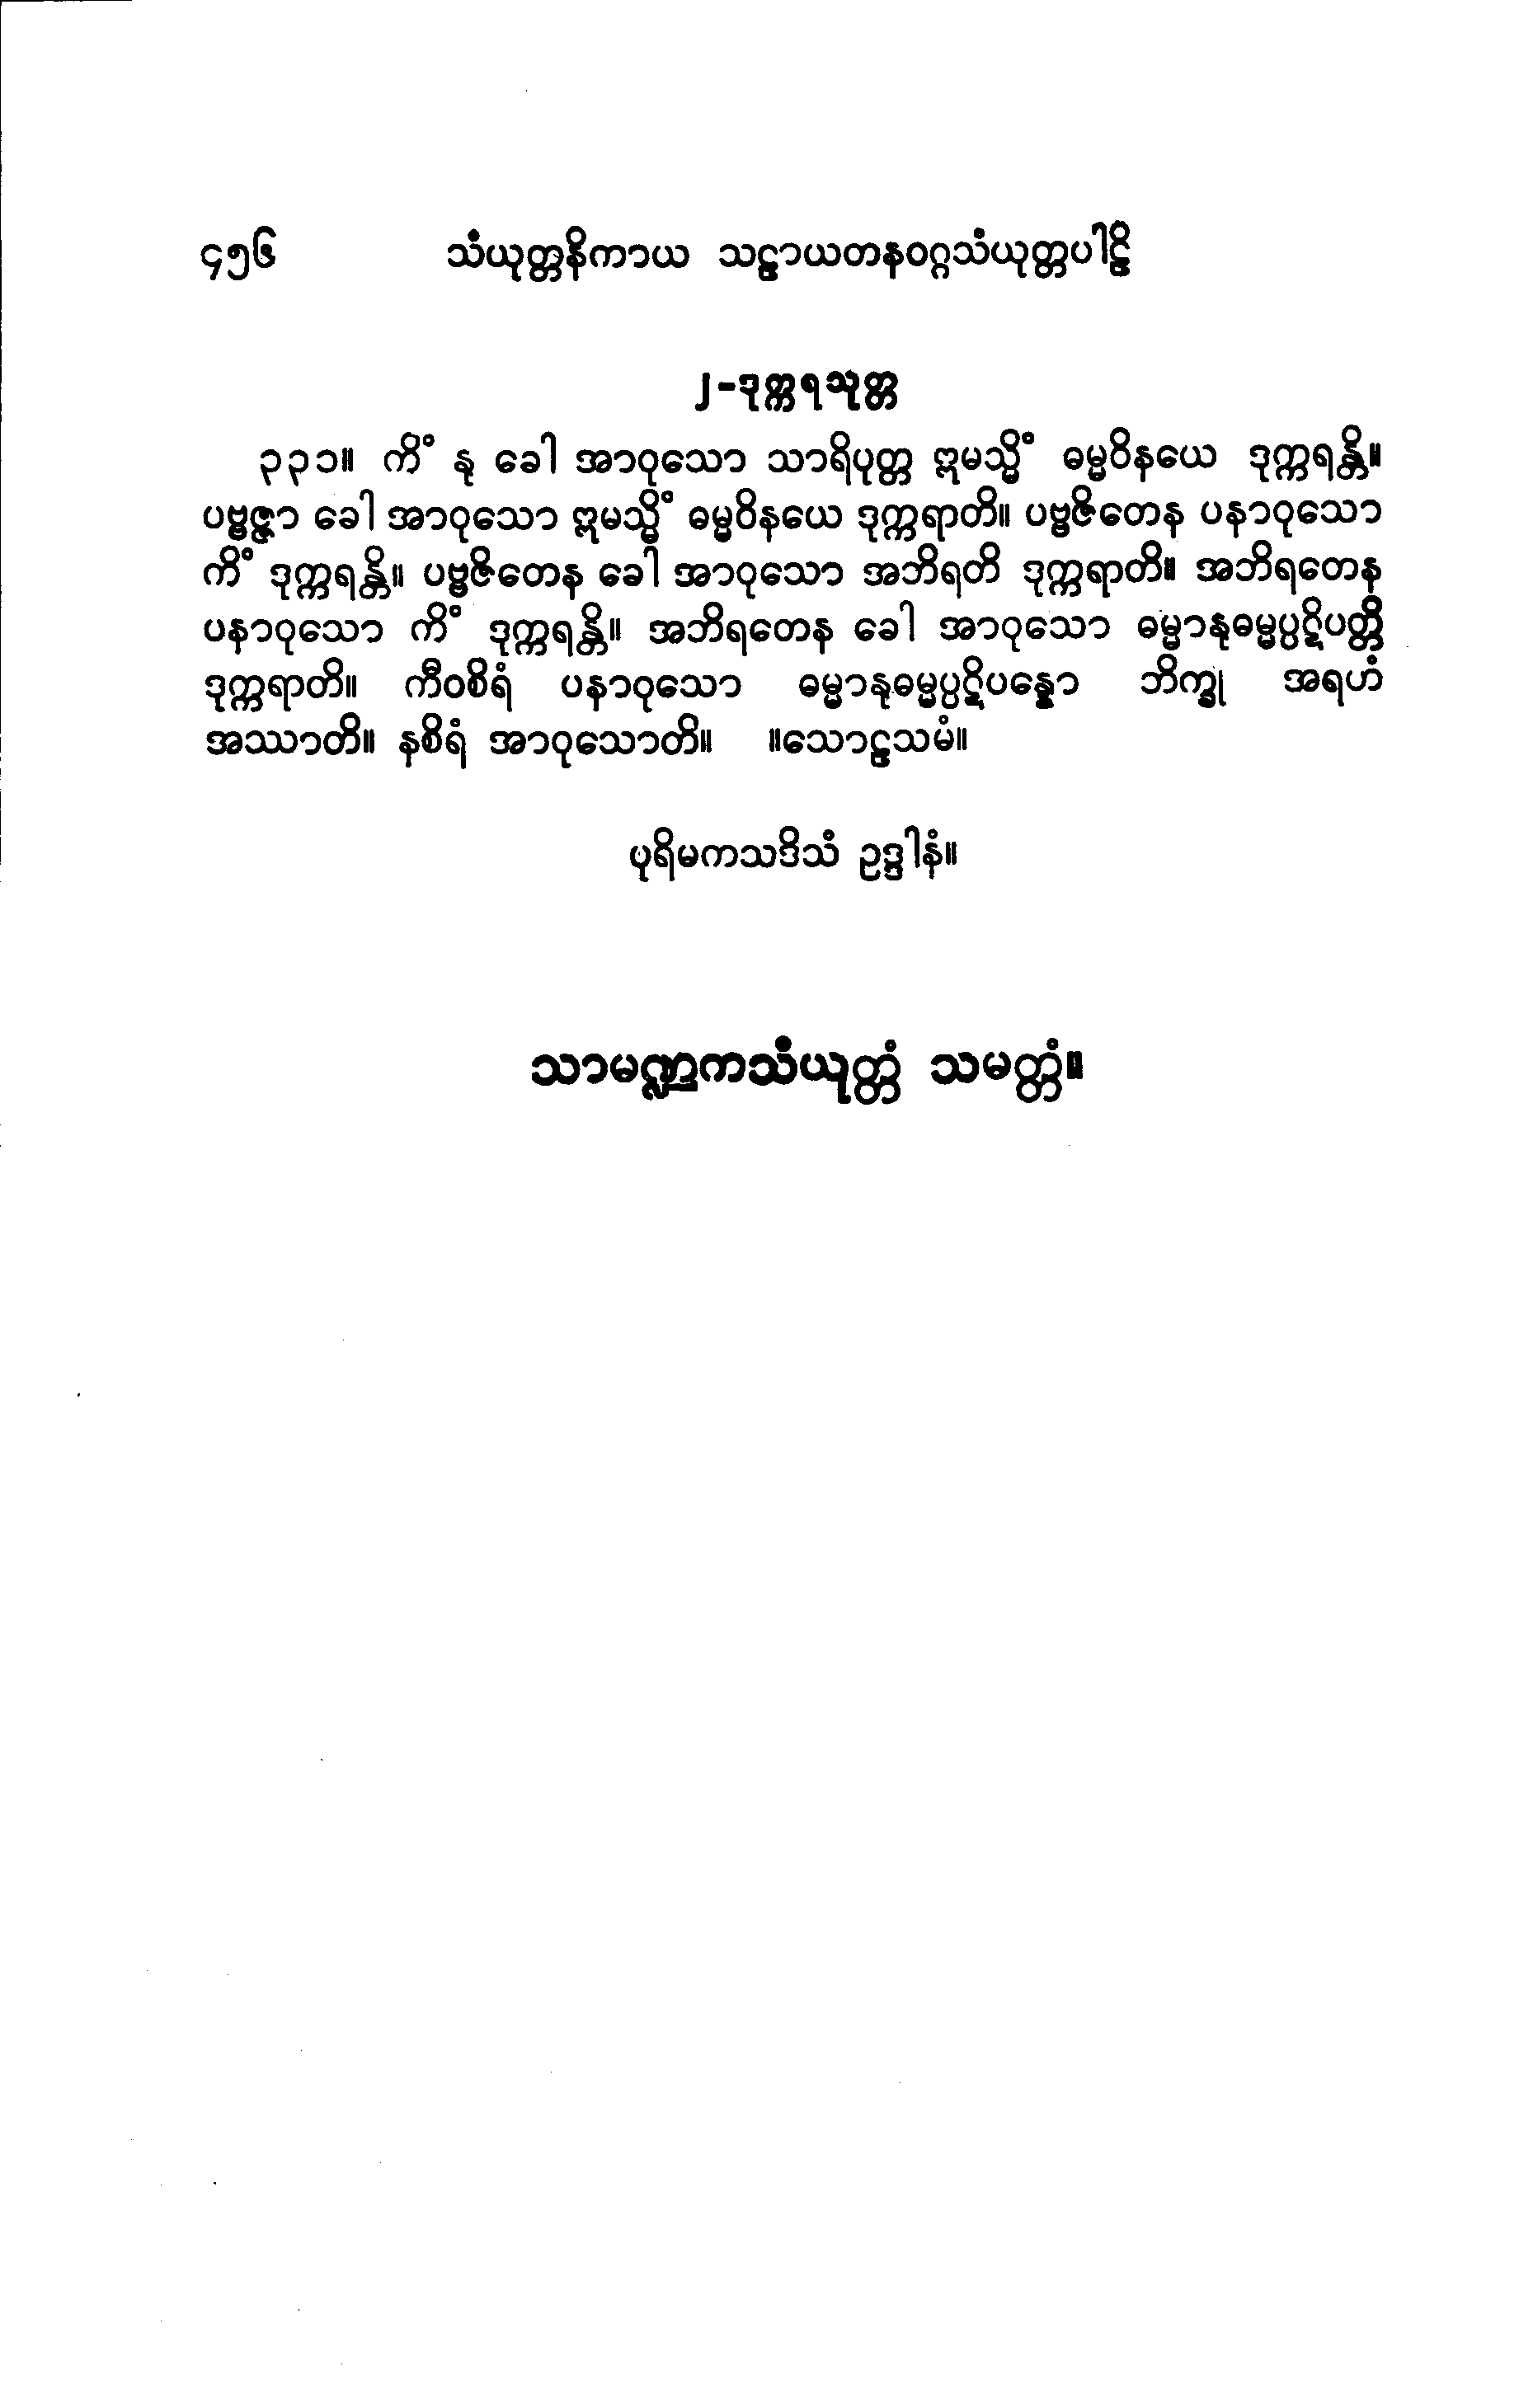 ၄၅၆ သံယုတ္တနိကာယ သဠာယတနဝဂ္ဂသံယုတ္တပါဠိ
၂-ဒုက္ကရသုတ္တ
၃၃၁။ ကိံ နု ခေါ အာဝုသော သာရိပုတ္တ ဣမသ္မိံ ဓမ္မဝိနယေ ဒုက္ကရန္တိ။
ပဗ္ဗဇ္ဇာ ခေါ အာဝုသော ဣမသ္မိံ ဓမ္မဝိနယေ ဒုက္ကရာတိ။ ပဗ္ဗဇိတေန ပနာဝုသော
ကိံ ဒုက္ကရန္တိ။ ပဗ္ဗဇိတေန ခေါ အာဝုသော အဘိရတိ ဒုက္ကရာတိ။ အဘိရတေန
ပနာဝုသော ကိံ ဒုက္ကရန္တိ။ အဘိရတေန ခေါ အာဝုသော ဓမ္မာနုဓမ္မပ္ပဋိပတ္တိ
ဒုက္ကရာတိ။ ကီဝစိရံ ပနာဝုသော ဓမ္မာနုဓမ္မပ္ပဋိပန္နော ဘိက္ခု အရဟံ
အဿာတိ။ နစိရံ အာဝုသောတိ။ ။သောဠသမံ။
ပုရိမကသဒိသံ ဥဒ္ဒါနံ။
သာမဏ္ဍကသံယုတ္တံ သမတ္တံ။